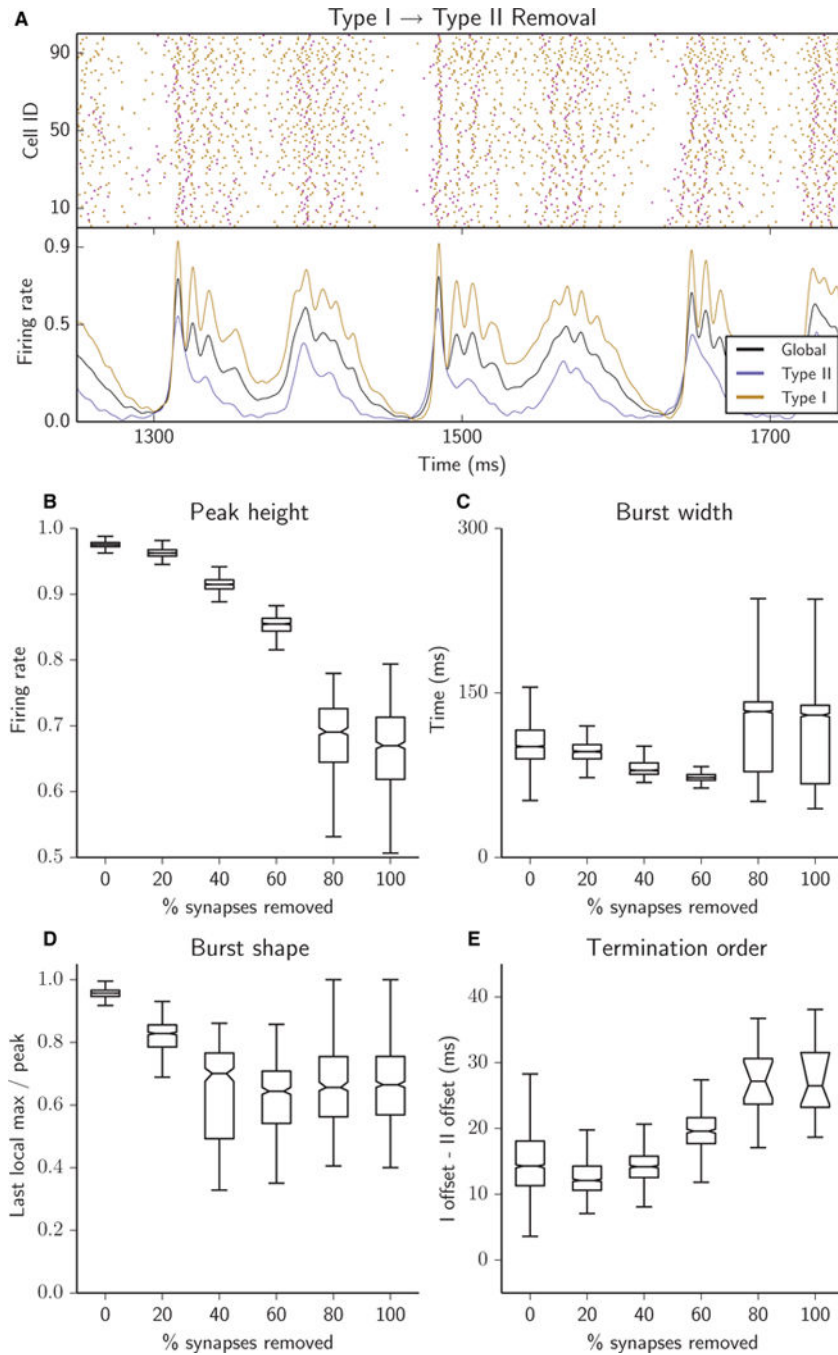 A
Type I → Type II Removal
90
50
10
Cell ID
0.9
0.5
0.0
Firing rate
Global
Type II
Type I
1300
1500
1700
Time (ms)
B
Peak height
1.0
0.9
0.8
0.7
0.6
0.5
Firing rate
0
20
40
60
80
100
% synapses removed
C
Burst width
300
150
0
Time (ms)
0
20
40
60
80
100
% synapses removed
D
Burst shape
1.0
0.8
0.6
0.4
0.2
0.0
Last local max / peak
0
20
40
60
80
100
% synapses removed
E
Termination order
40
30
20
10
0
I offset - II offset (ms)
0
20
40
60
80
100
% synapses removed